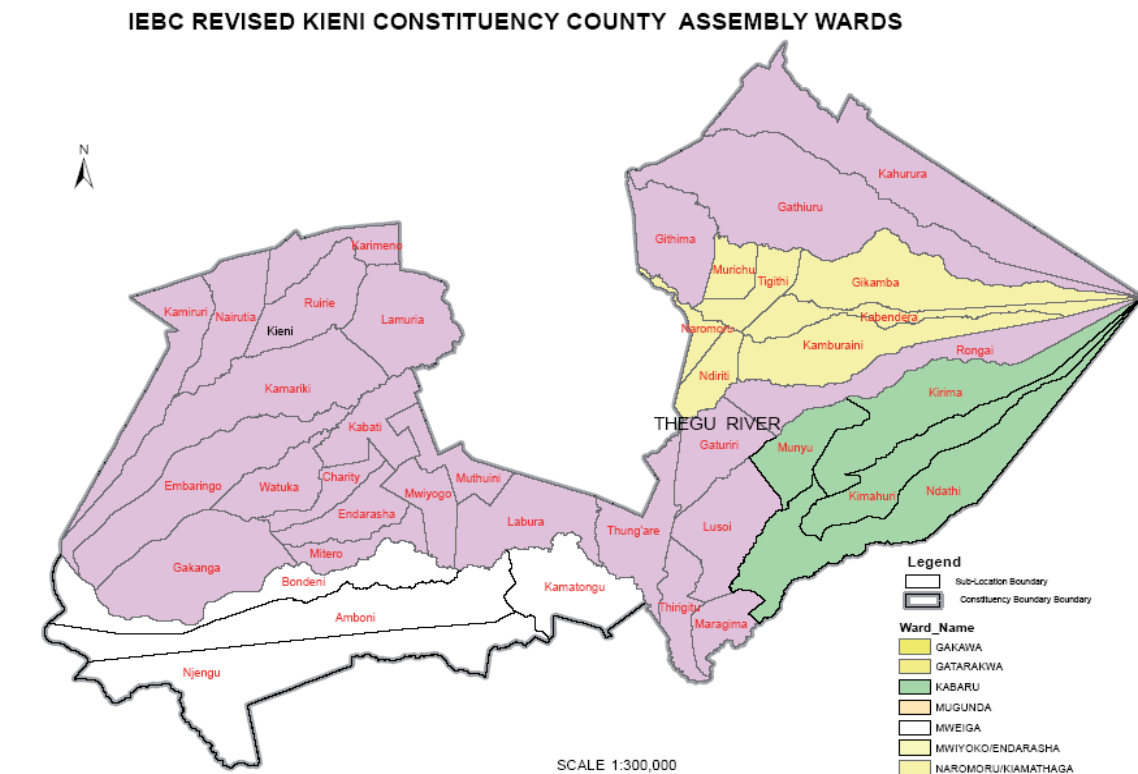 IEBC REVISED KIENI CONSTITUENCY COUNTY ASSEMBLY WARDS
N
Kahurura
Gathiuru
Githima
Karimeno
Murichu
Tigithi
Gikamba
Ruirie
Kamiruri
Nairutia
Kieni
Lamuria
Naromoru
Kabendera
Kamburaini
Rongai
Ndiriti
Kamariki
Kirima
THEGU RIVER
Kabati
Gaturiri
Munyu
Embaringo
Watuka
Charity
Mwiyogo
Muthuini
Kimahuri
Ndathi
Endarasha
Labura
Thung'are
Lusoi
Mitero
Gakanga
Bondeni
Kamatongu
Amboni
Thirigitu
Maragima
Njengu
Legend
Sub-Location Boundary
Constituency Boundary Boundary
Ward_Name
GAKAWA
GATARAKWA
KABARU
MUGUNDA
MWEIGA
MWIYOKO/ENDARASHA
NAROMORU/KIAMATHAGA
SCALE 1:300,000